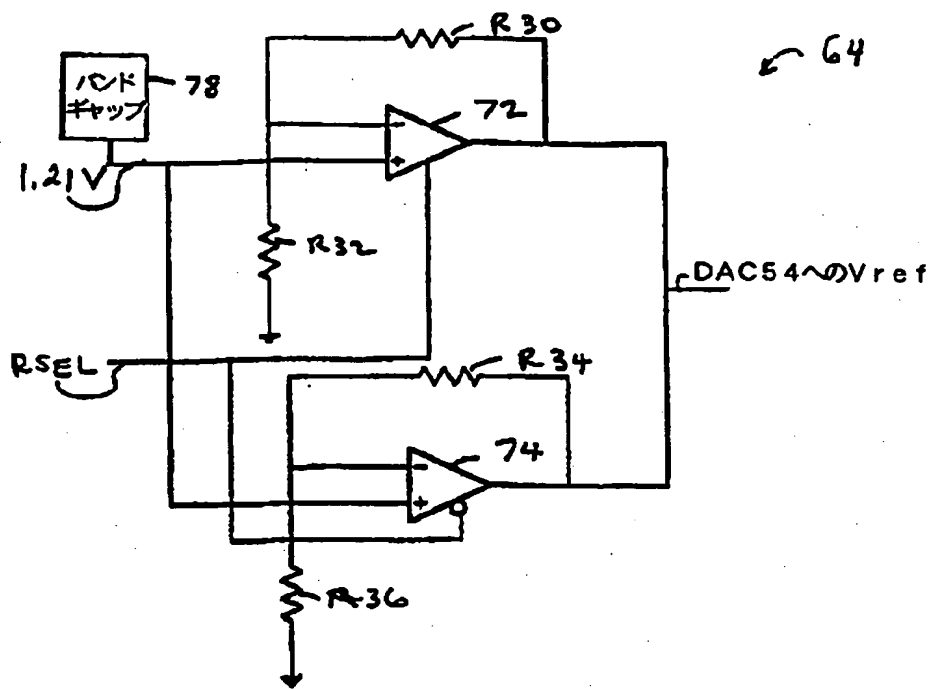 R30
64
バンド
ギャップ
78
72
-
+
1.21V
R32
DAC54へのVref
RSEL
R34
74
-
+
R36